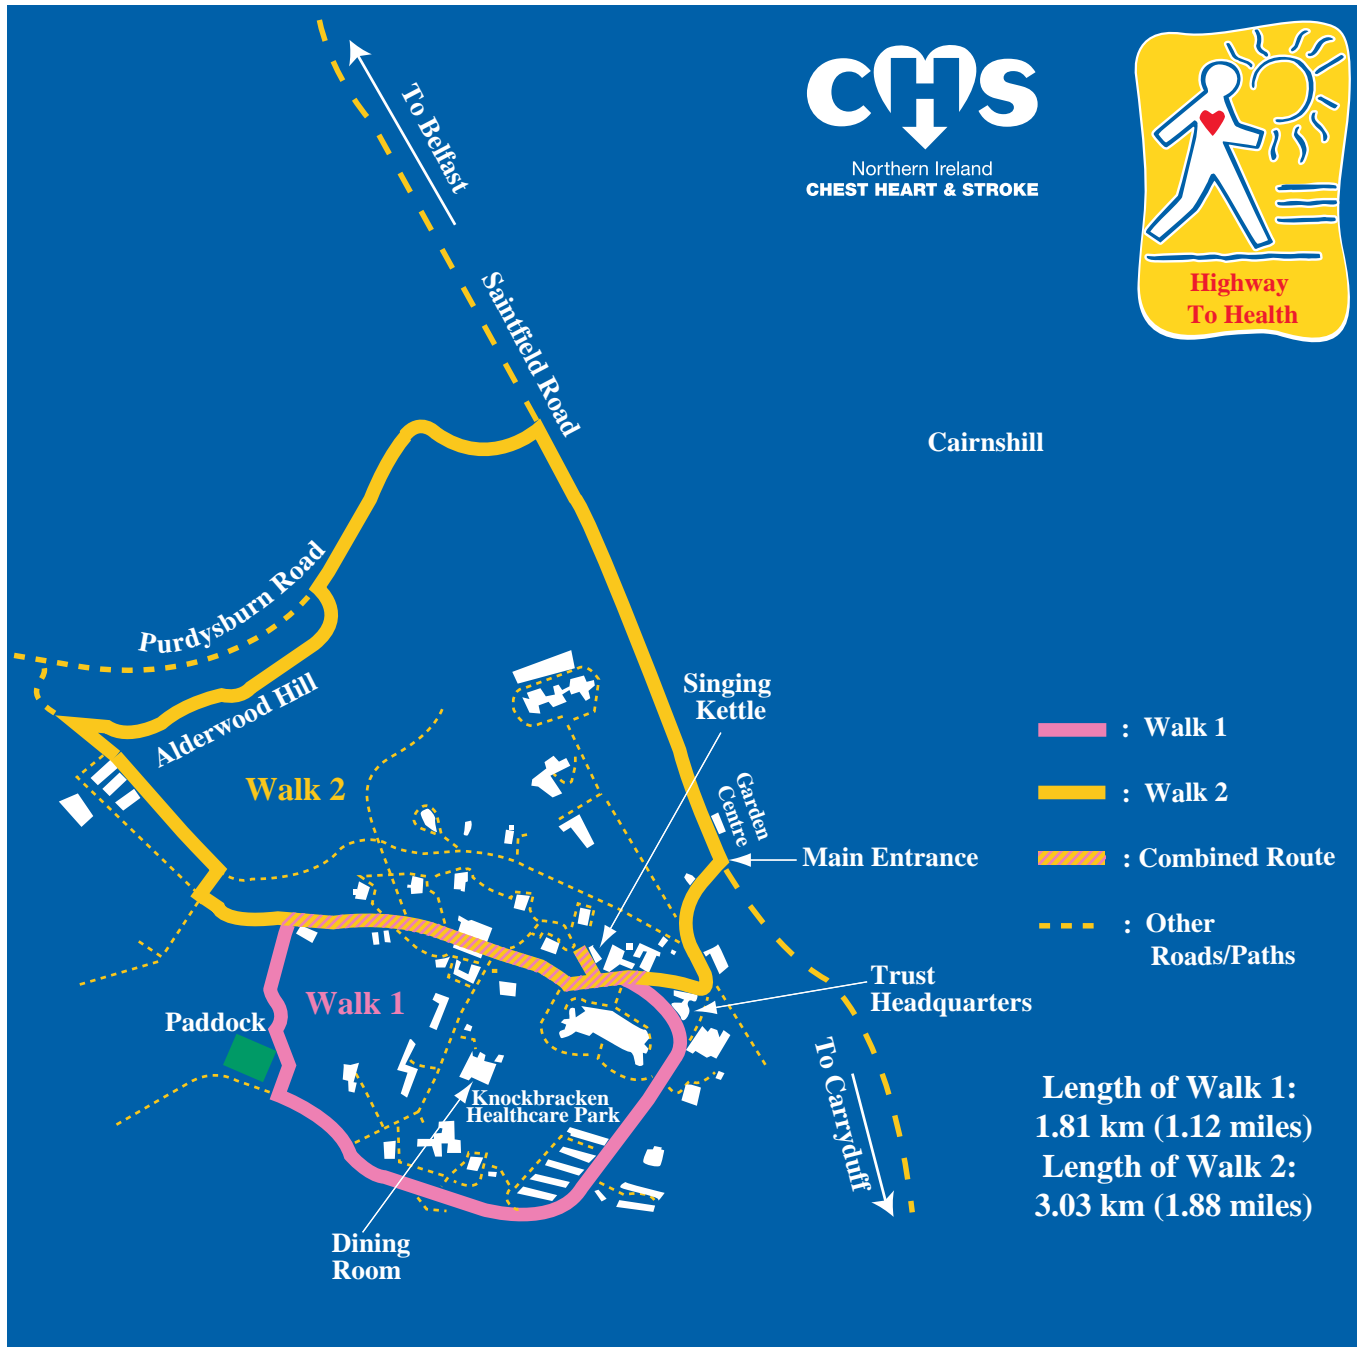 To Belfast
CHS
Northern Ireland
CHEST HEART & STROKE
Highway
To Health
Saintfield Road
Cairnshill
Purdysburn Road
Alderwood Hill
Singing
Kettle
Walk 2
Garden
Centre
Main Entrance
: Walk 1
: Walk 2
: Combined Route
: Other
Roads/Paths
Trust
Headquarters
Walk 1
Paddock
To Carryduff
Knockbracken
Healthcare Park
Dining
Room
Length of Walk 1:
1.81 km (1.12 miles)
Length of Walk 2:
3.03 km (1.88 miles)